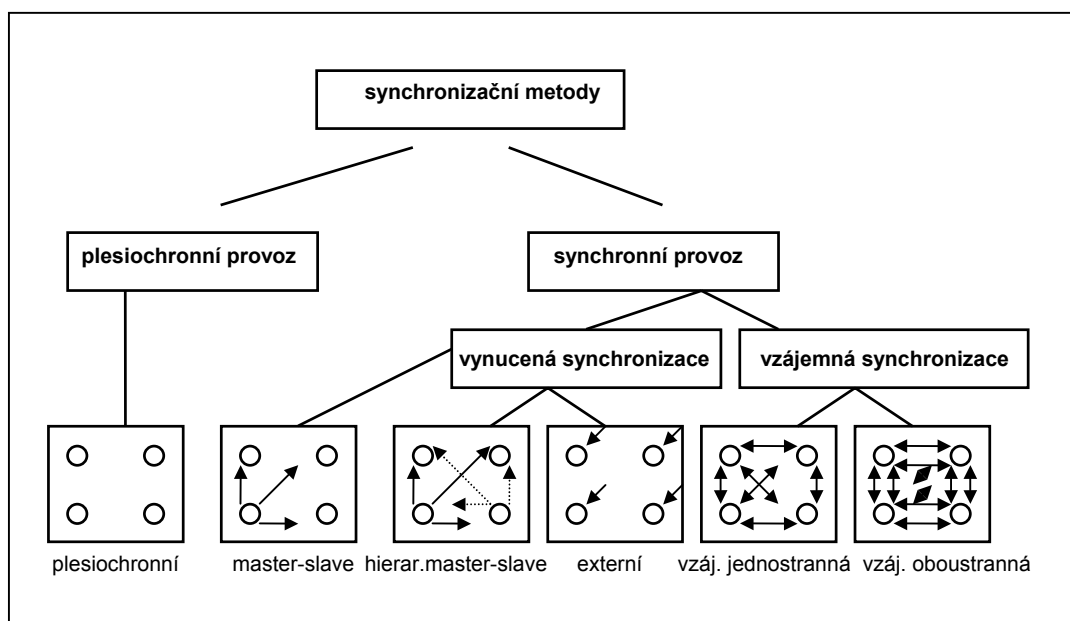 synchronizační metody
plesiochronní provoz
synchronní provoz
vynucená synchronizace
vzájemná synchronizace
plesiochronní
master-slave
hierar.master-slave
externí
vzáj. jednostranná
vzáj. oboustranná